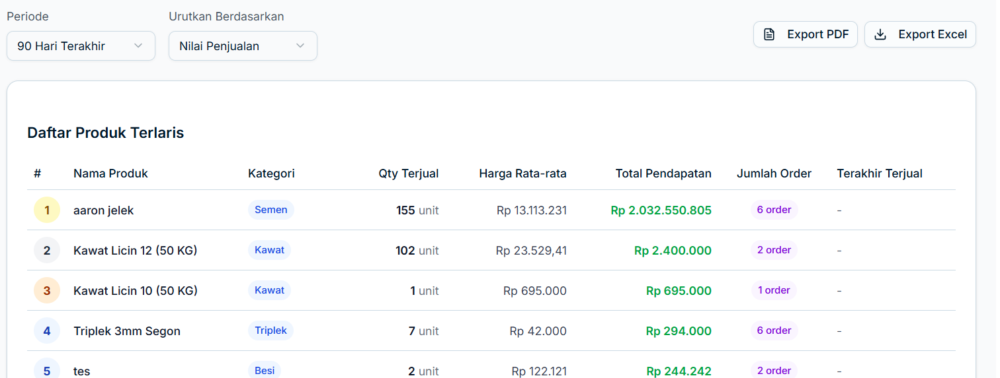 Periode Urutkan Berdasarkan
90 Hari Terakhir Nilai Penjualan Export PDF Export Excel
Daftar Produk Terlaris
# Nama Produk Kategori Qty Terjual Harga Rata-rata Total Pendapatan Jumlah Order Terakhir Terjual
1 aaron jelek Semen 155 unit Rp 13.113.231 Rp 2.032.550.805 6 order -
2 Kawat Licin 12 (50 KG) Kawat 102 unit Rp 23.529,41 Rp 2.400.000 2 order -
3 Kawat Licin 10 (50 KG) Kawat 1 unit Rp 695.000 Rp 695.000 1 order -
4 Triplek 3mm Segon Triplek 7 unit Rp 42.000 Rp 294.000 6 order -
5 tes Besi 2 unit Rp 122.121 Rp 244.242 2 order -